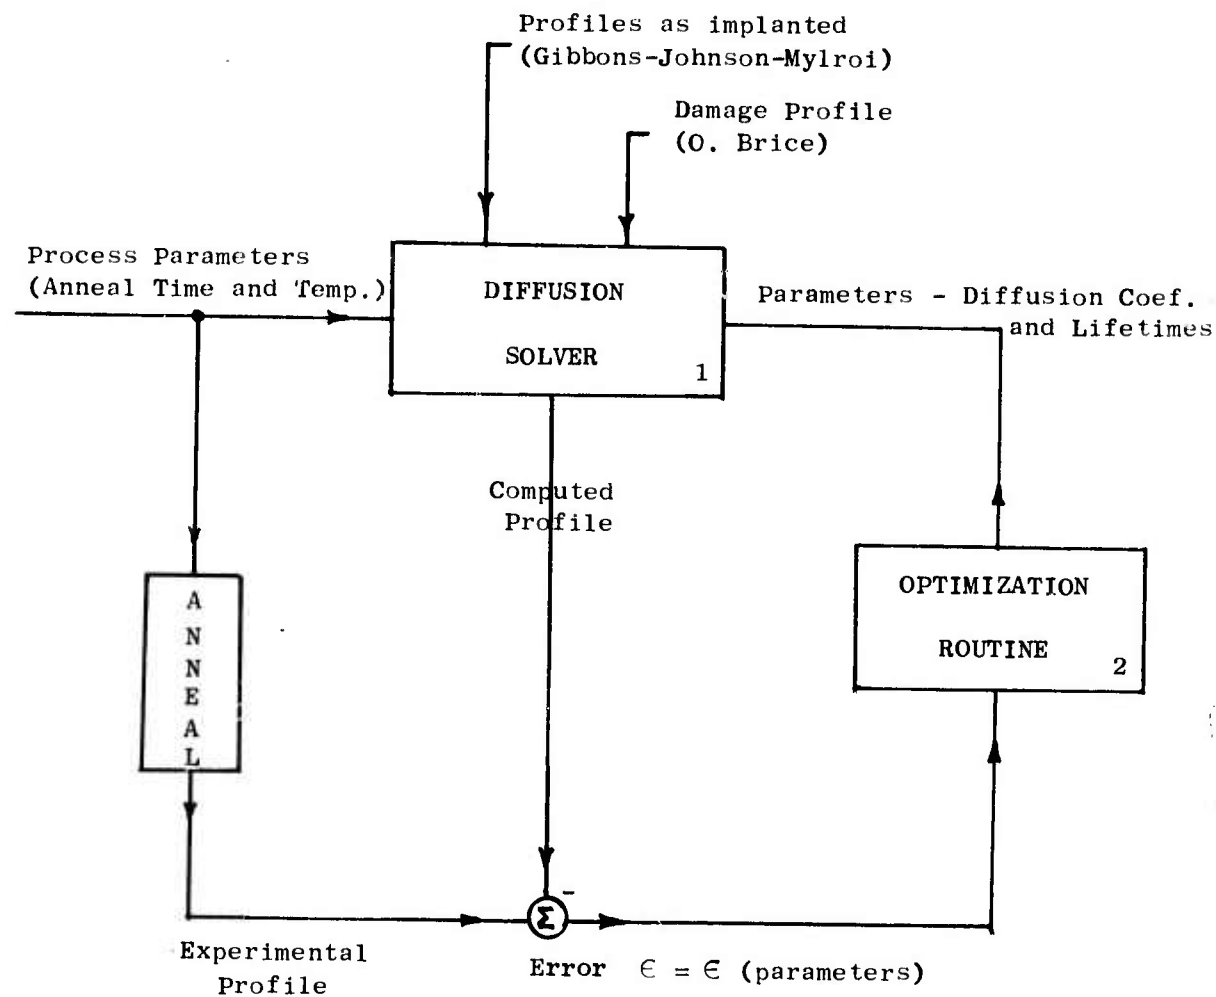 Profiles as implanted
(Gibbons-Johnson-Mylroi)
Damage Profile
(O. Brice)
Process Parameters
(Anneal Time and Temp.)
DIFFUSION
SOLVER
1
Parameters - Diffusion Coef.
and Lifetimes
Computed
Profile
OPTIMIZATION
ROUTINE
2
A
N
N
E
A
L
-
Σ
Experimental
Profile
Error ϵ = ϵ (parameters)